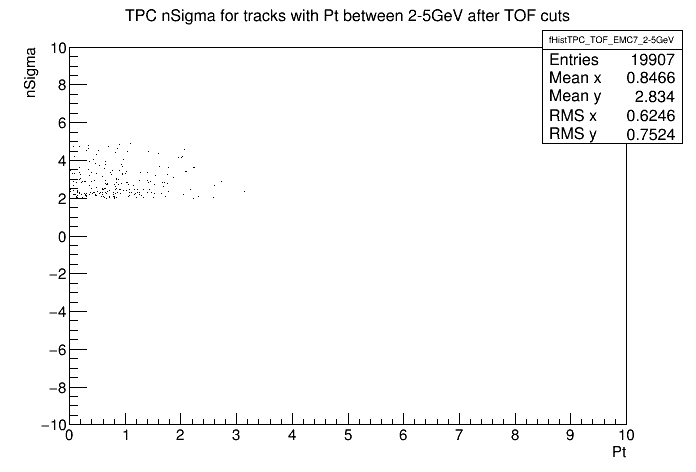 TPC nSigma for tracks with Pt between 2-5GeV after TOF cuts
fHistTPC_TOF_EMC7_2-5GeV
Entries 19907
Mean x 0.8466
Mean y 2.834
RMS x 0.6246
RMS y 0.7524
nSigma
10
8
6
4
2
0
−2
−4
−6
−8
−10
0 1 2 3 4 5 6 7 8 9 10
Pt